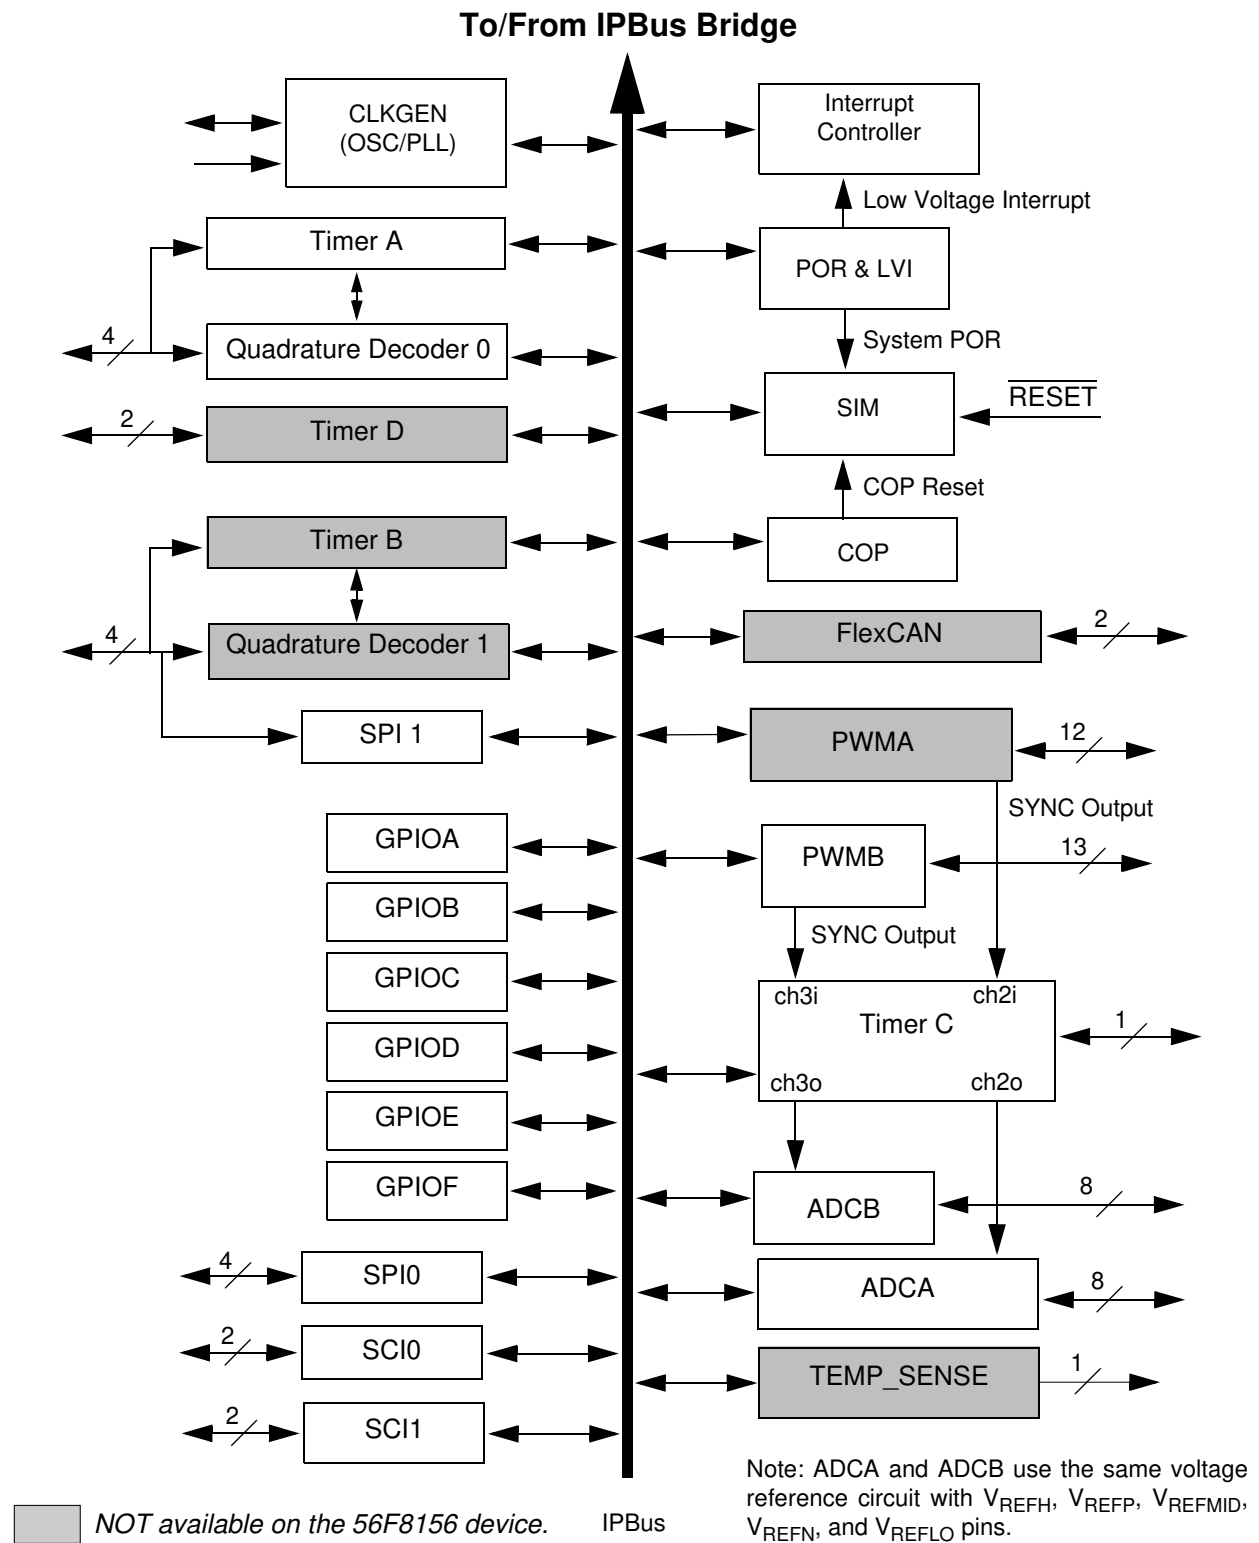 To/From IPBus Bridge
CLKGEN
(OSC/PLL)
Timer A
4
Quadrature Decoder 0
2
Timer D
Timer B
4
Quadrature Decoder 1
SPI 1
GPIOA
GPIOB
GPIOC
GPIOD
GPIOE
GPIOF
4
SPI0
2
SCI0
2
SCI1
Interrupt
Controller
Low Voltage Interrupt
POR & LVI
System POR
SIM
RESET
COP Reset
COP
FlexCAN
2
PWMA
12
SYNC Output
PWMB
13
SYNC Output
ch3i
ch2i
Timer C
1
ch3o
ch2o
ADCB
8
ADCA
8
TEMP_SENSE
1
NOT available on the 56F8156 device.
IPBus
Note: ADCA and ADCB use the same voltage
reference circuit with VREFH, VREFP, VREFMID,
VREFN, and VREFLO pins.